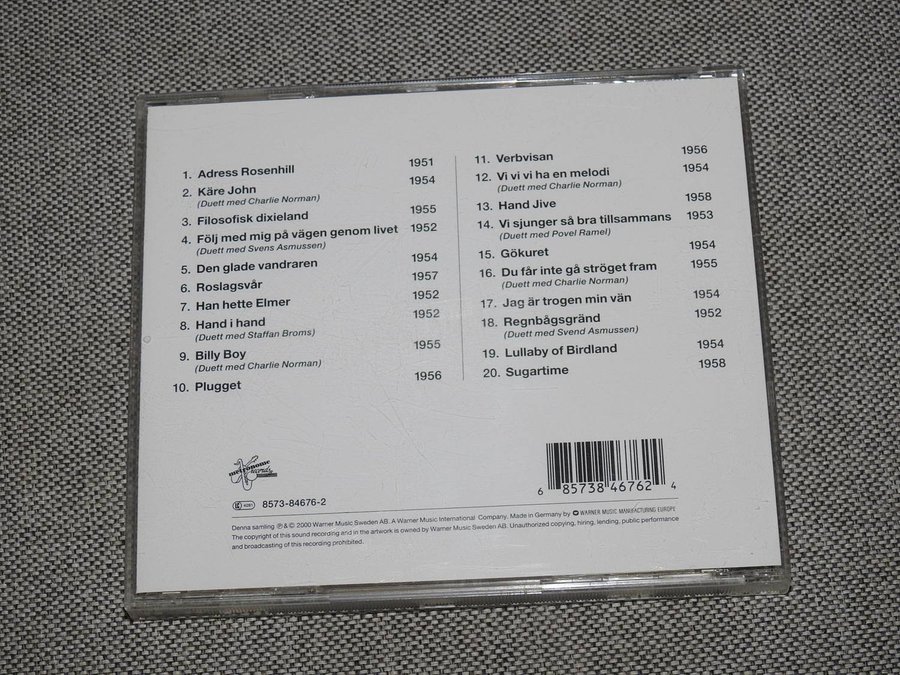 1. Adress Rosenhill 1951
2. Käre John 1954
(Duett med Charlie Norman)
3. Filosofisk dixieland 1955
4. Följ med mig på vägen genom livet 1952
(Duett med Svens Asmussen)
5. Den glade vandraren 1954
6. Roslagsvår 1957
7. Han hette Elmer 1952
8. Hand i hand 1952
(Duett med Staffan Broms)
9. Billy Boy 1955
(Duett med Charlie Norman)
10. Plugget 1956
11. Verbvisan 1956
12. Vi vi vi ha en melodi 1954
(Duett med Charlie Norman)
13. Hand Jive 1958
14. Vi sjunger så bra tillsammans 1953
(Duett med Povel Ramel)
15. Gökuret 1954
16. Du får inte gå ströget fram 1955
(Duett med Charlie Norman)
17. Jag är trogen min vän 1954
18. Regnbågsgränd 1952
(Duett med Svend Asmussen)
19. Lullaby of Birdland 1954
20. Sugartime 1958
metronome
records
8573-84676-2
6 85738 46762 4
Denna samling ℗&© 2000 Warner Music Sweden AB. A Warner Music International Company. Made in Germany by WARNER MUSIC MANUFACTURING EUROPE
The copyright of this sound recording and in the artwork is owned by Warner Music Sweden AB. Unauthorized copying, hiring, lending, public performance
and broadcasting of this recording prohibited.